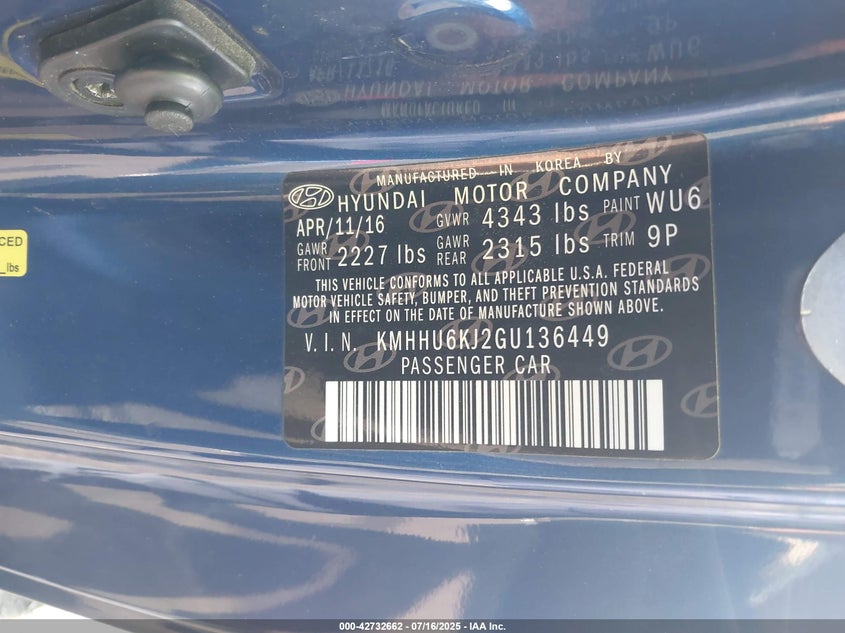 MANUFACTURED IN KOREA BY
HYUNDAI MOTOR COMPANY
APR/11/16 GVWR 4343 lbs PAINT WU6
GAWR FRONT 2227 lbs GAWR REAR 2315 lbs TRIM 9P
THIS VEHICLE CONFORMS TO ALL APPLICABLE U.S.A. FEDERAL
MOTOR VEHICLE SAFETY, BUMPER, AND THEFT PREVENTION STANDARDS
IN EFFECT ON THE DATE OF MANUFACTURE SHOWN ABOVE.
V.I.N. KMHHU6KJ2GU136449
PASSENGER CAR
CED
lbs
000-42732662 - 07/16/2025 - IAA Inc.